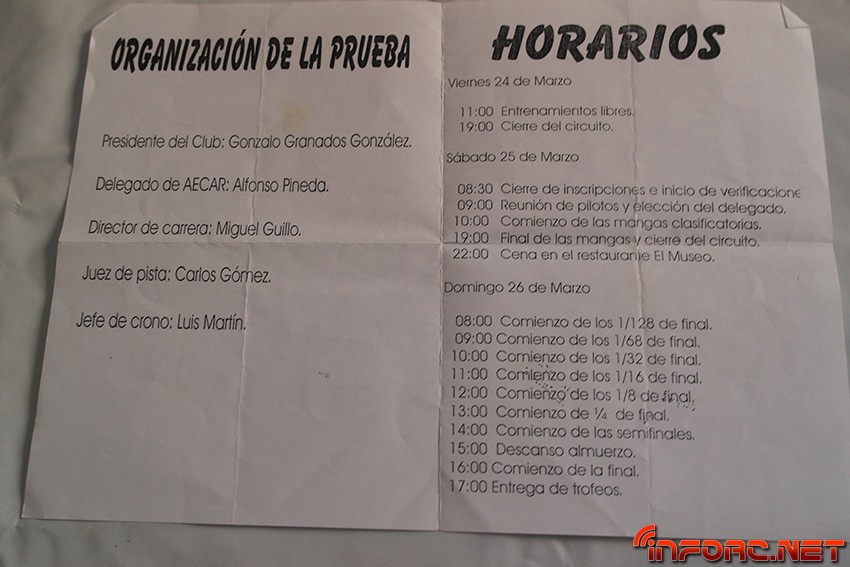 ORGANIZACIÓN DE LA PRUEBA
Presidente del Club: Gonzalo Granados González.
Delegado de AECAR: Alfonso Pineda.
Director de carrera: Miguel Guillo.
Juez de pista: Carlos Gómez.
Jefe de crono: Luis Martín.
HORARIOS
Viernes 24 de Marzo
11:00 Entrenamientos libres.
19:00 Cierre del circuito.
Sábado 25 de Marzo
08:30 Cierre de inscripciones e inicio de verificacione
09:00 Reunión de pilotos y elección del delegado.
10:00 Comienzo de las mangas clasificatorias.
19:00 Final de las mangas y cierre del circuito.
22:00 Cena en el restaurante El Museo.
Domingo 26 de Marzo
08:00 Comienzo de los 1/128 de final.
09:00 Comienzo de los 1/68 de final.
10:00 Comienzo de los 1/32 de final.
11:00 Comienzo de los 1/16 de final.
12:00 Comienzo de los 1/8 de final.
13:00 Comienzo de ¼ de final.
14:00 Comienzo de las semifinales.
15:00 Descanso almuerzo.
16:00 Comienzo de la final.
17:00 Entrega de trofeos.
INFORC.NET